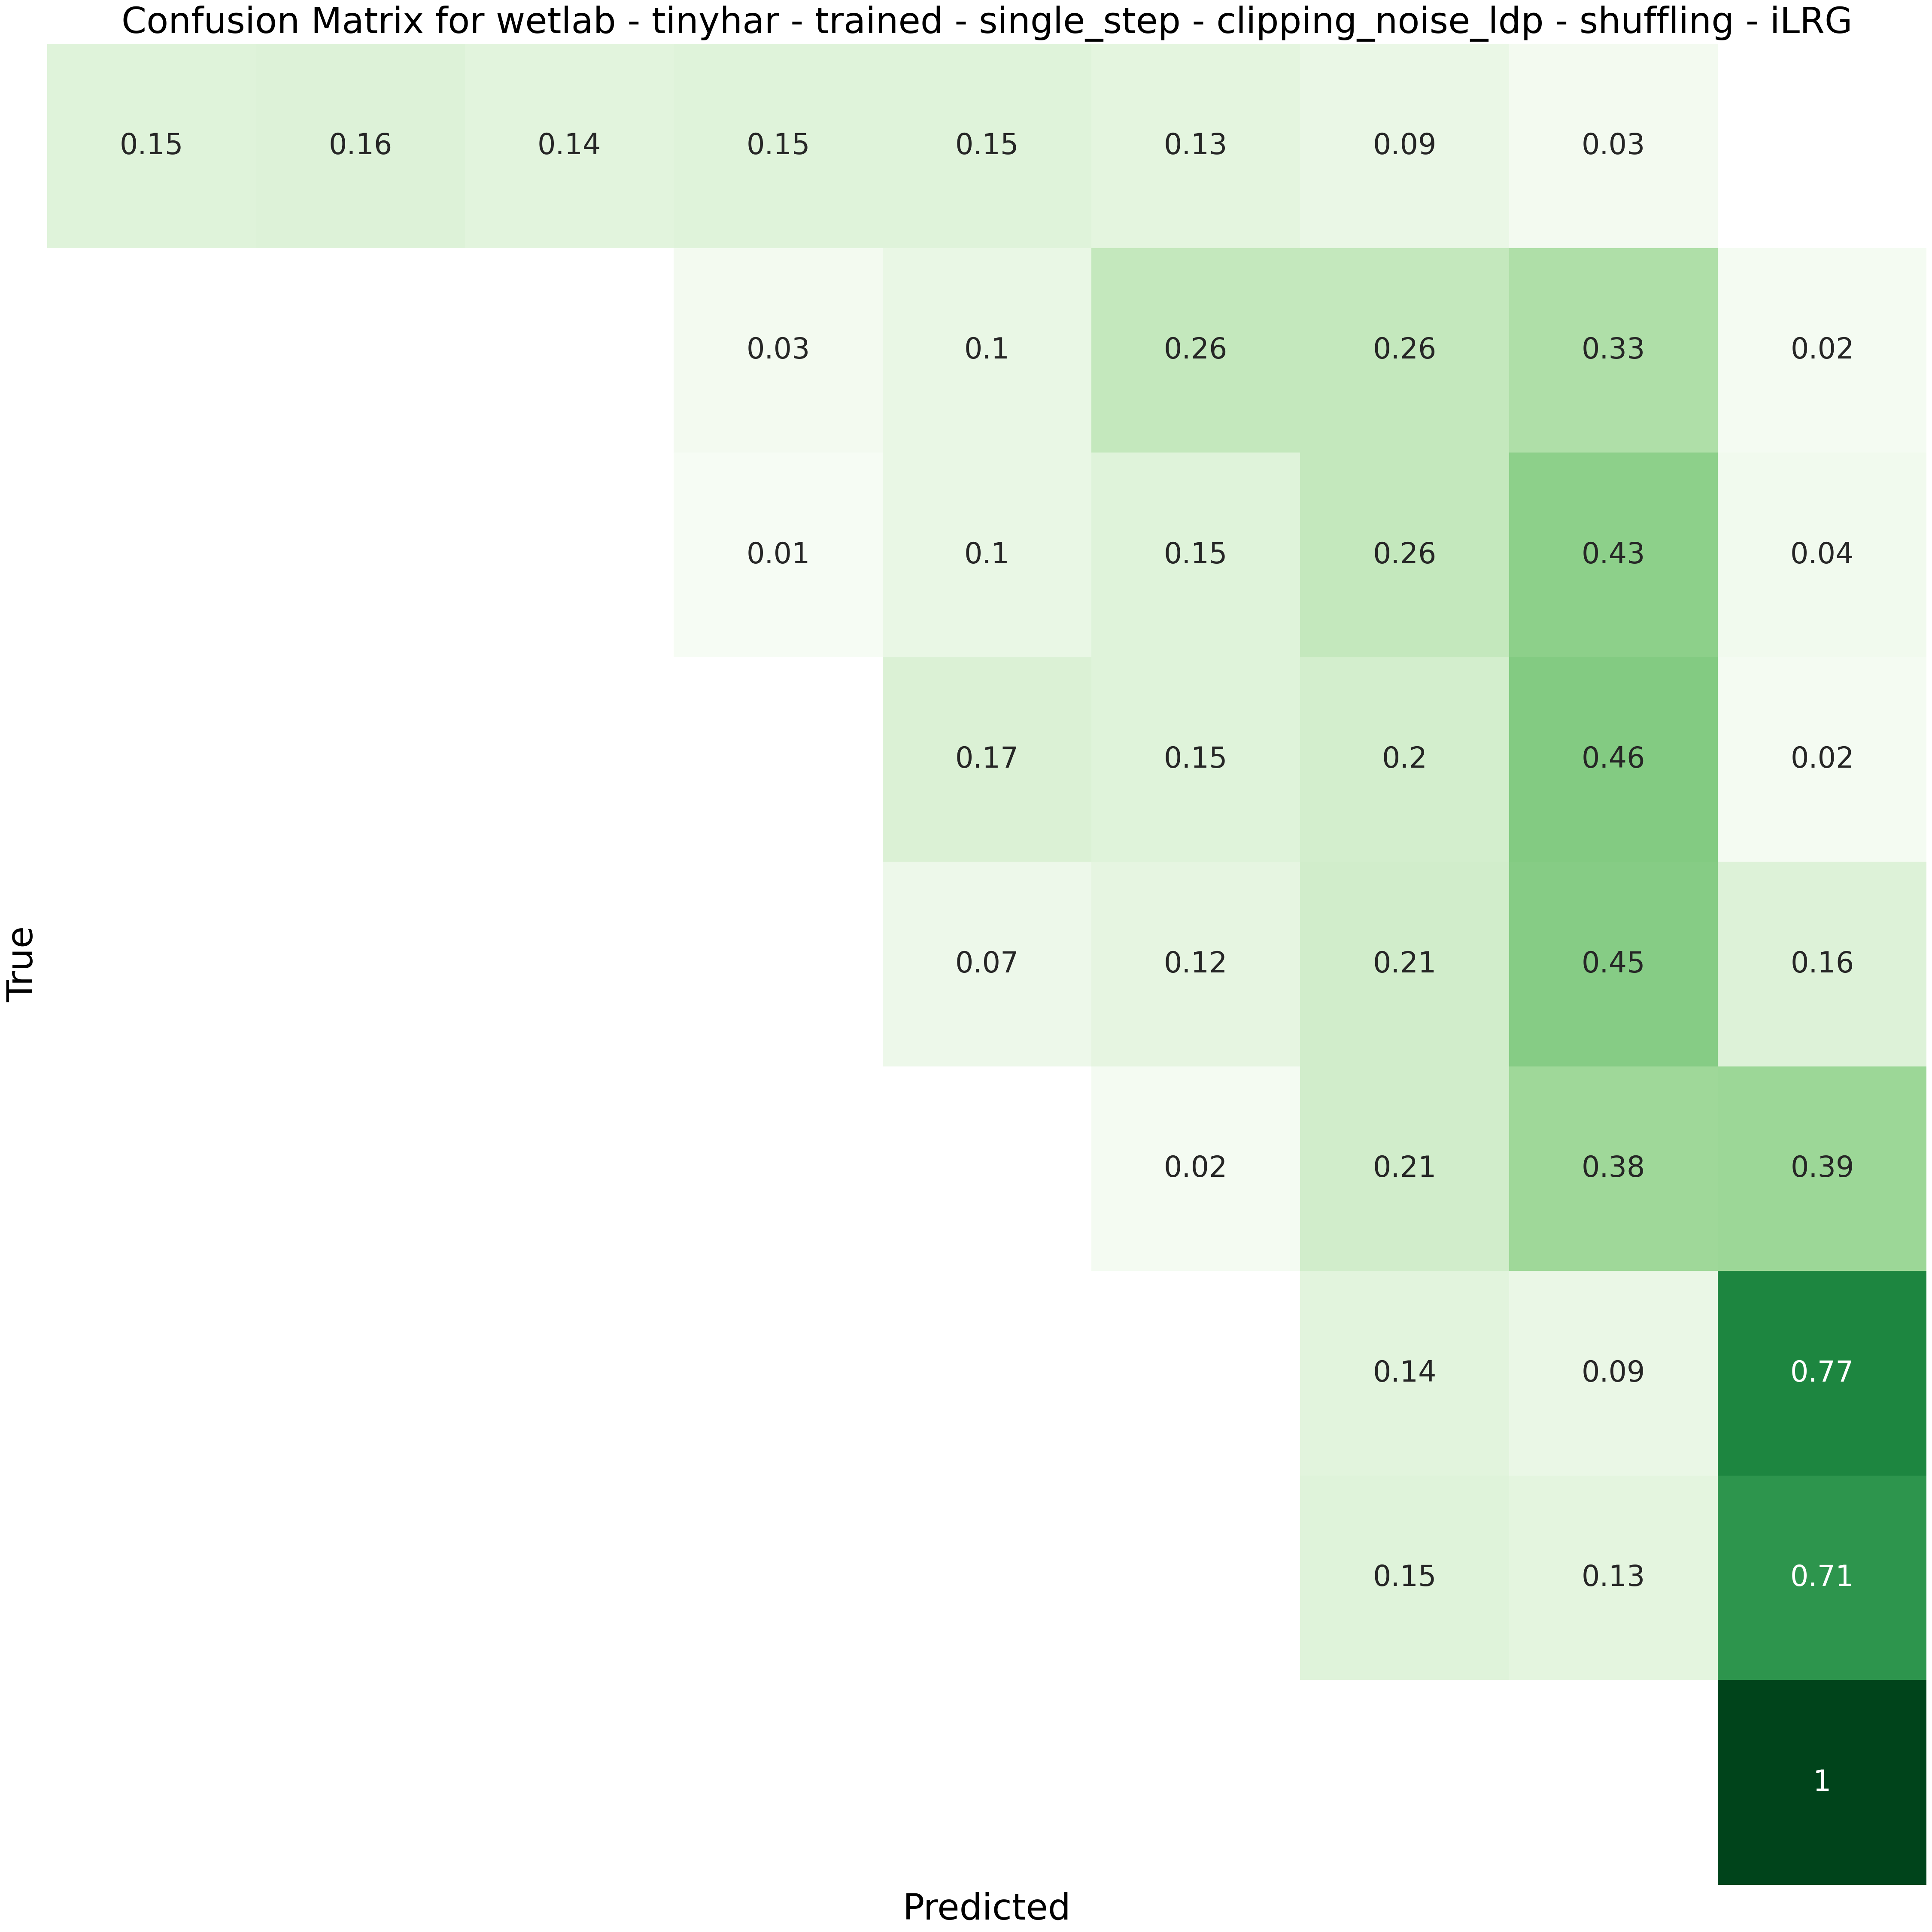 Confusion Matrix for wetlab - tinyhar - trained - single_step - clipping_noise_ldp - shuffling - iLRG
0.15 0.16 0.14 0.15 0.15 0.13 0.09 0.03
0.03 0.1 0.26 0.26 0.33 0.02
0.01 0.1 0.15 0.26 0.43 0.04
0.17 0.15 0.2 0.46 0.02
0.07 0.12 0.21 0.45 0.16
True
0.02 0.21 0.38 0.39
0.14 0.09 0.77
0.15 0.13 0.71
1
Predicted